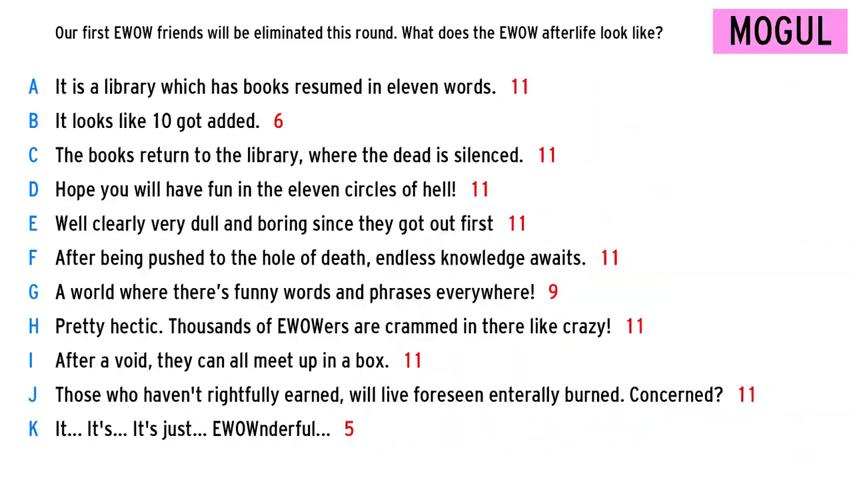 Our first EWOW friends will be eliminated this round. What does the EWOW afterlife look like?
MOGUL
A It is a library which has books resumed in eleven words. 11
B It looks like 10 got added. 6
C The books return to the library, where the dead is silenced. 11
D Hope you will have fun in the eleven circles of hell! 11
E Well clearly very dull and boring since they got out first 11
F After being pushed to the hole of death, endless knowledge awaits. 11
G A world where there's funny words and phrases everywhere! 9
H Pretty hectic. Thousands of EWOWers are crammed in there like crazy! 11
I After a void, they can all meet up in a box. 11
J Those who haven't rightfully earned, will live foreseen enterally burned. Concerned? 11
K It... It's... It's just... EWOWnderful... 5